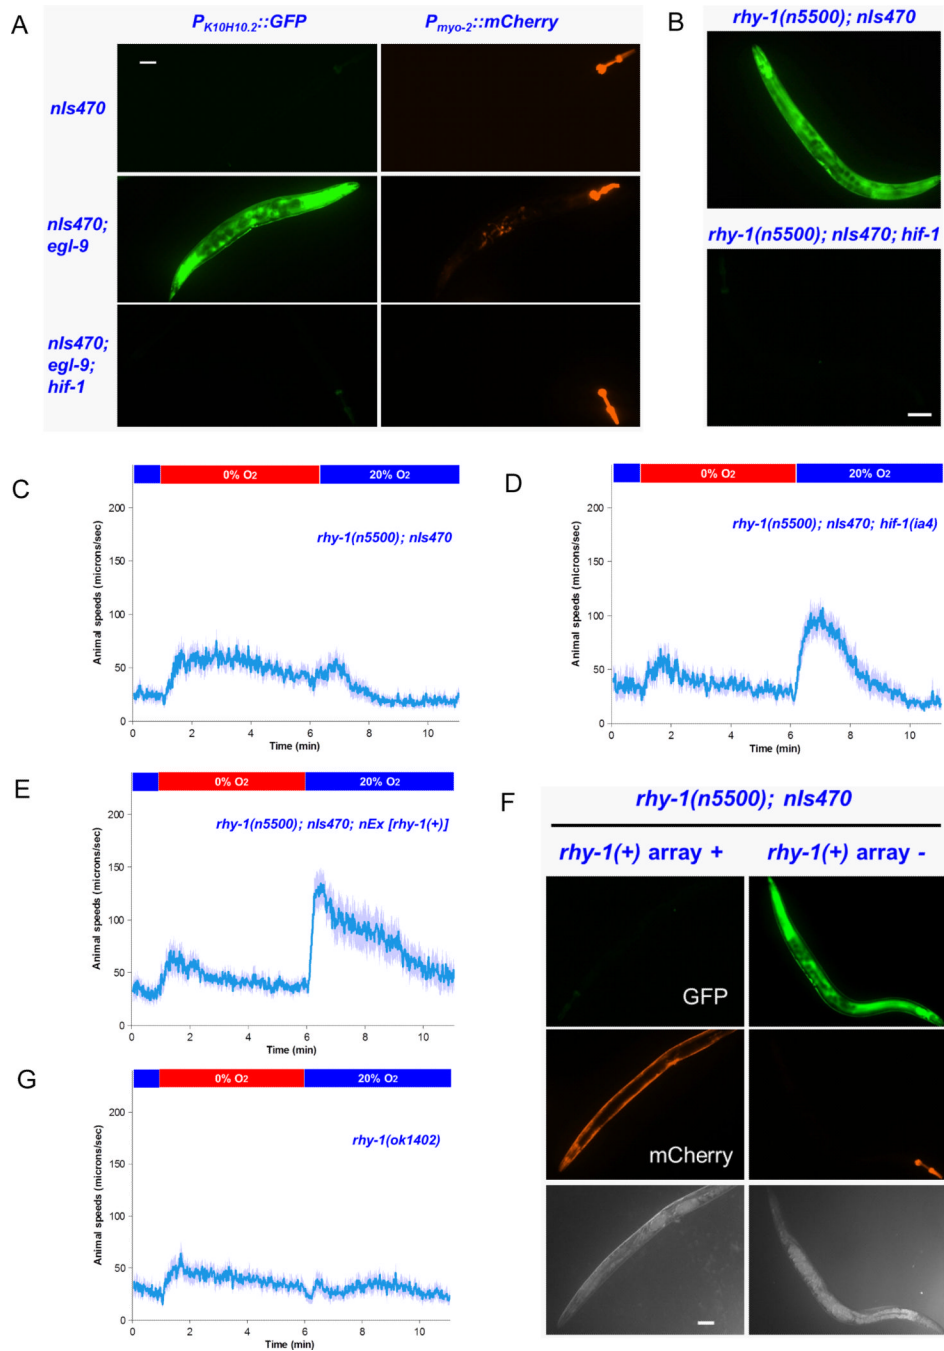 A
P_K10H10.2::GFP
P_myo-2::mCherry
nIs470
nIs470;
egl-9
nIs470;
egl-9;
hif-1
B
rhy-1(n5500); nIs470
rhy-1(n5500); nIs470; hif-1
C
0% O2
20% O2
rhy-1(n5500); nIs470
Animal speeds (microns/sec)
200
150
100
50
0
0
2
4
6
8
10
Time (min)
D
0% O2
20% O2
rhy-1(n5500); nIs470; hif-1(ia4)
Animal speeds (microns/sec)
200
150
100
50
0
0
2
4
6
8
10
Time (min)
E
0% O2
20% O2
rhy-1(n5500); nIs470; nEx [rhy-1(+)]
Animal speeds (microns/sec)
200
150
100
50
0
0
2
4
6
8
10
Time (min)
F
rhy-1(n5500); nIs470
rhy-1(+) array +
rhy-1(+) array -
GFP
mCherry
G
0% O2
20% O2
rhy-1(ok1402)
Animal speeds (microns/sec)
200
150
100
50
0
0
2
4
6
8
10
Time (min)